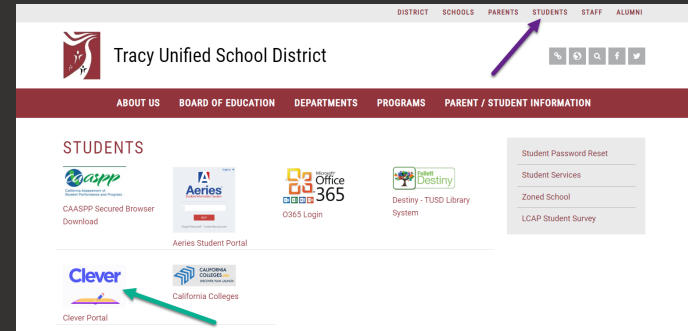 DISTRICT SCHOOLS PARENTS STUDENTS STAFF ALUMNI
Tracy Unified School District
ABOUT US BOARD OF EDUCATION DEPARTMENTS PROGRAMS PARENT / STUDENT INFORMATION
STUDENTS
caaspp
California Assessment of
Student Performance and Progress
CAASPP Secured Browser
Download
Aeries
Aeries Student Portal
Microsoft
Office
365
O365 Login
Follett
Destiny
Destiny - TUSD Library
System
Student Password Reset
Student Services
Zoned School
LCAP Student Survey
Clever
Clever Portal
CALIFORNIA
COLLEGES
California Colleges